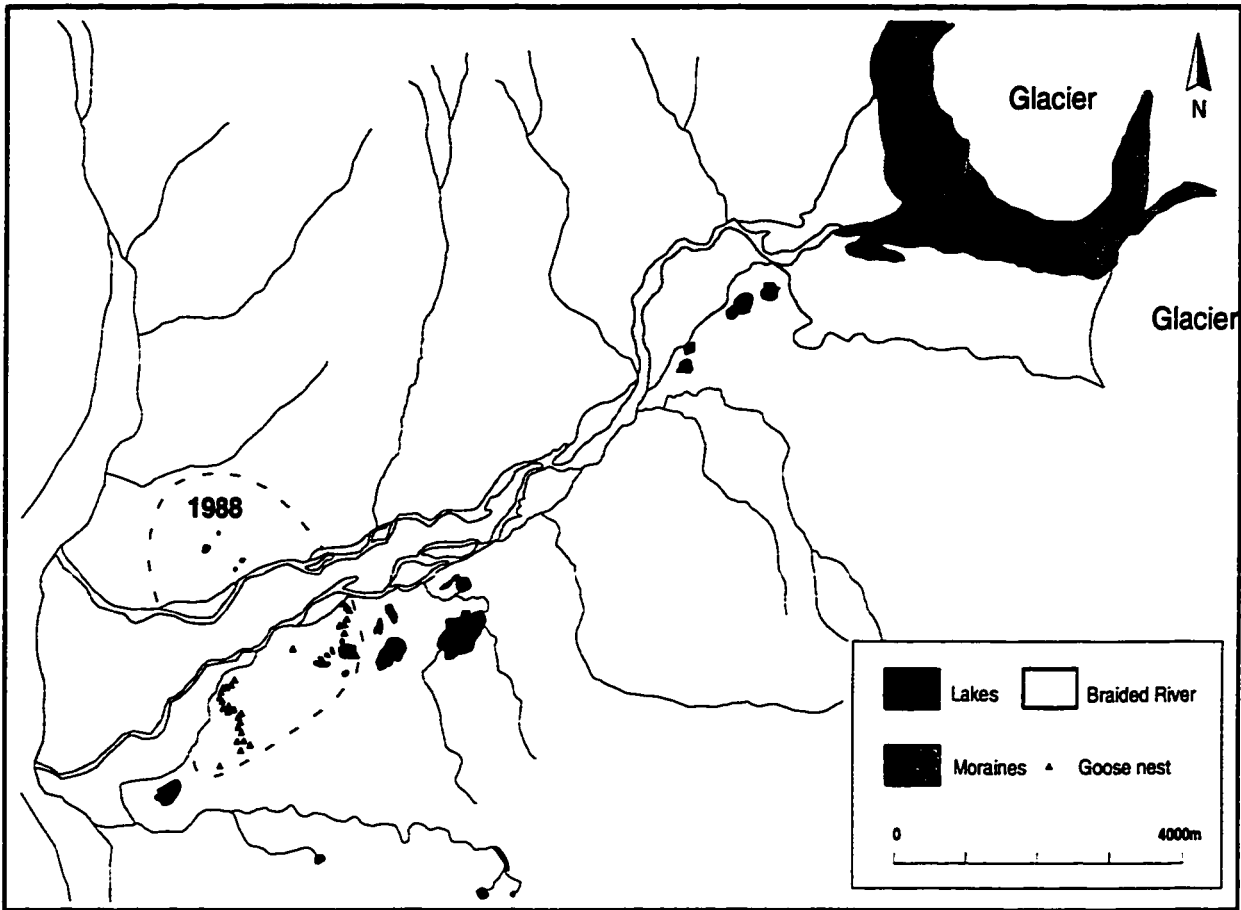 Glacier
N
Glacier
1988
Lakes Braided River
Moraines Goose nest
0 4000m